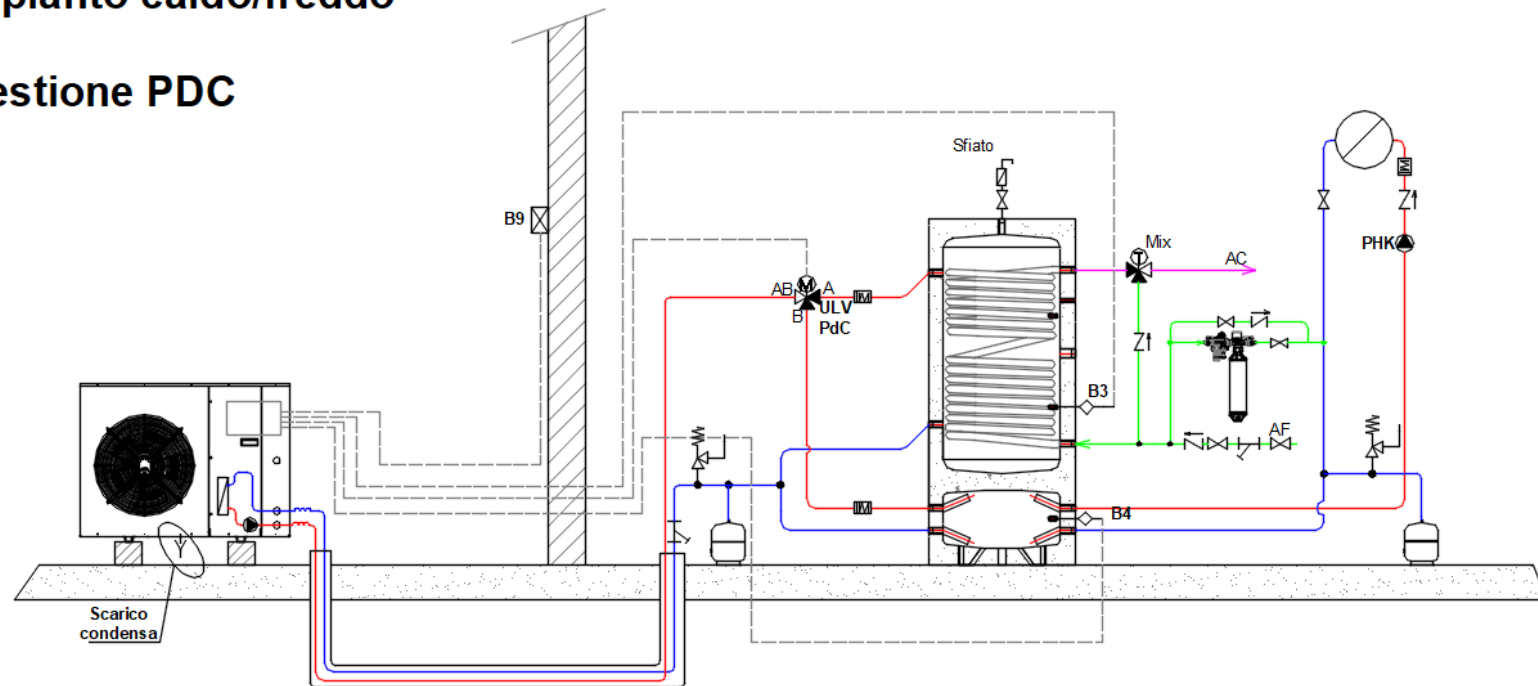 pianto caldo/freddo
estione PDC
Sfiato
B9
Mix
PHK
AC
AB
A
M
T
B
ULV
PdC
M
M
B3
AF
M
B4
Scarico
condensa